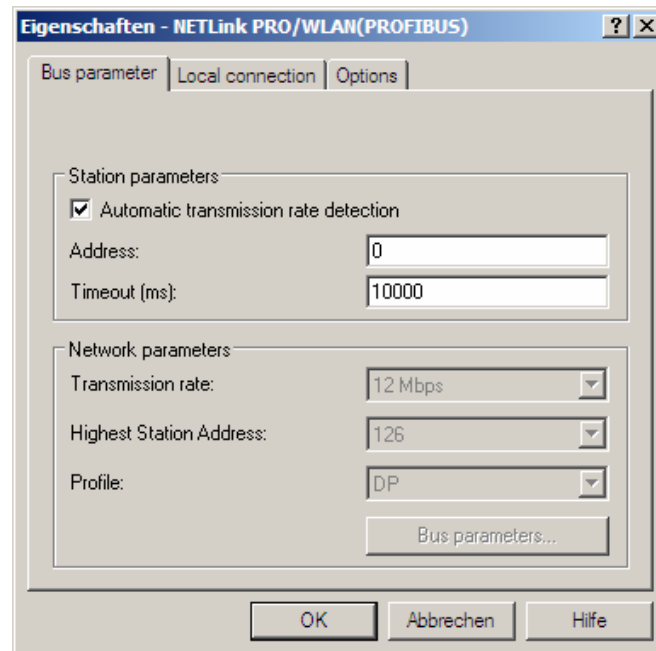 Eigenschaften - NETLink PRO/WLAN(PROFIBUS)
Bus parameter Local connection Options
Station parameters
Automatic transmission rate detection
Address: 0
Timeout (ms): 10000
Network parameters
Transmission rate: 12 Mbps
Highest Station Address: 126
Profile: DP
Bus parameters...
OK Abbrechen Hilfe